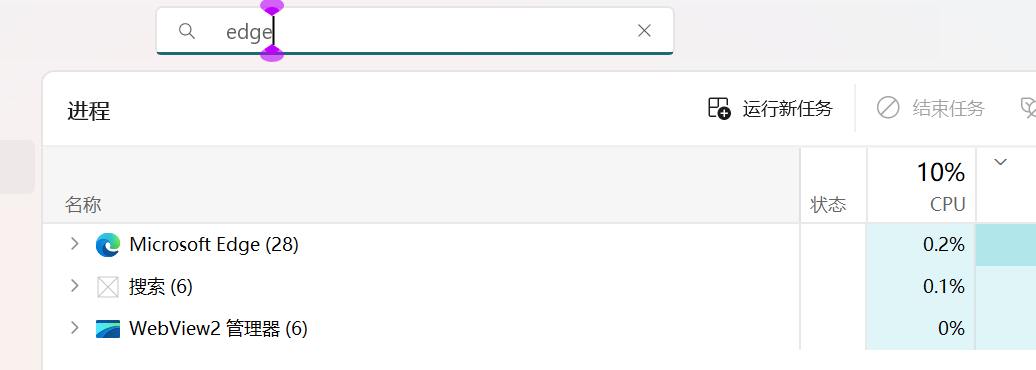 edge
进程
运行新任务
结束任务
10%
名称
状态
CPU
Microsoft Edge (28)
0.2%
搜索 (6)
0.1%
WebView2 管理器 (6)
0%